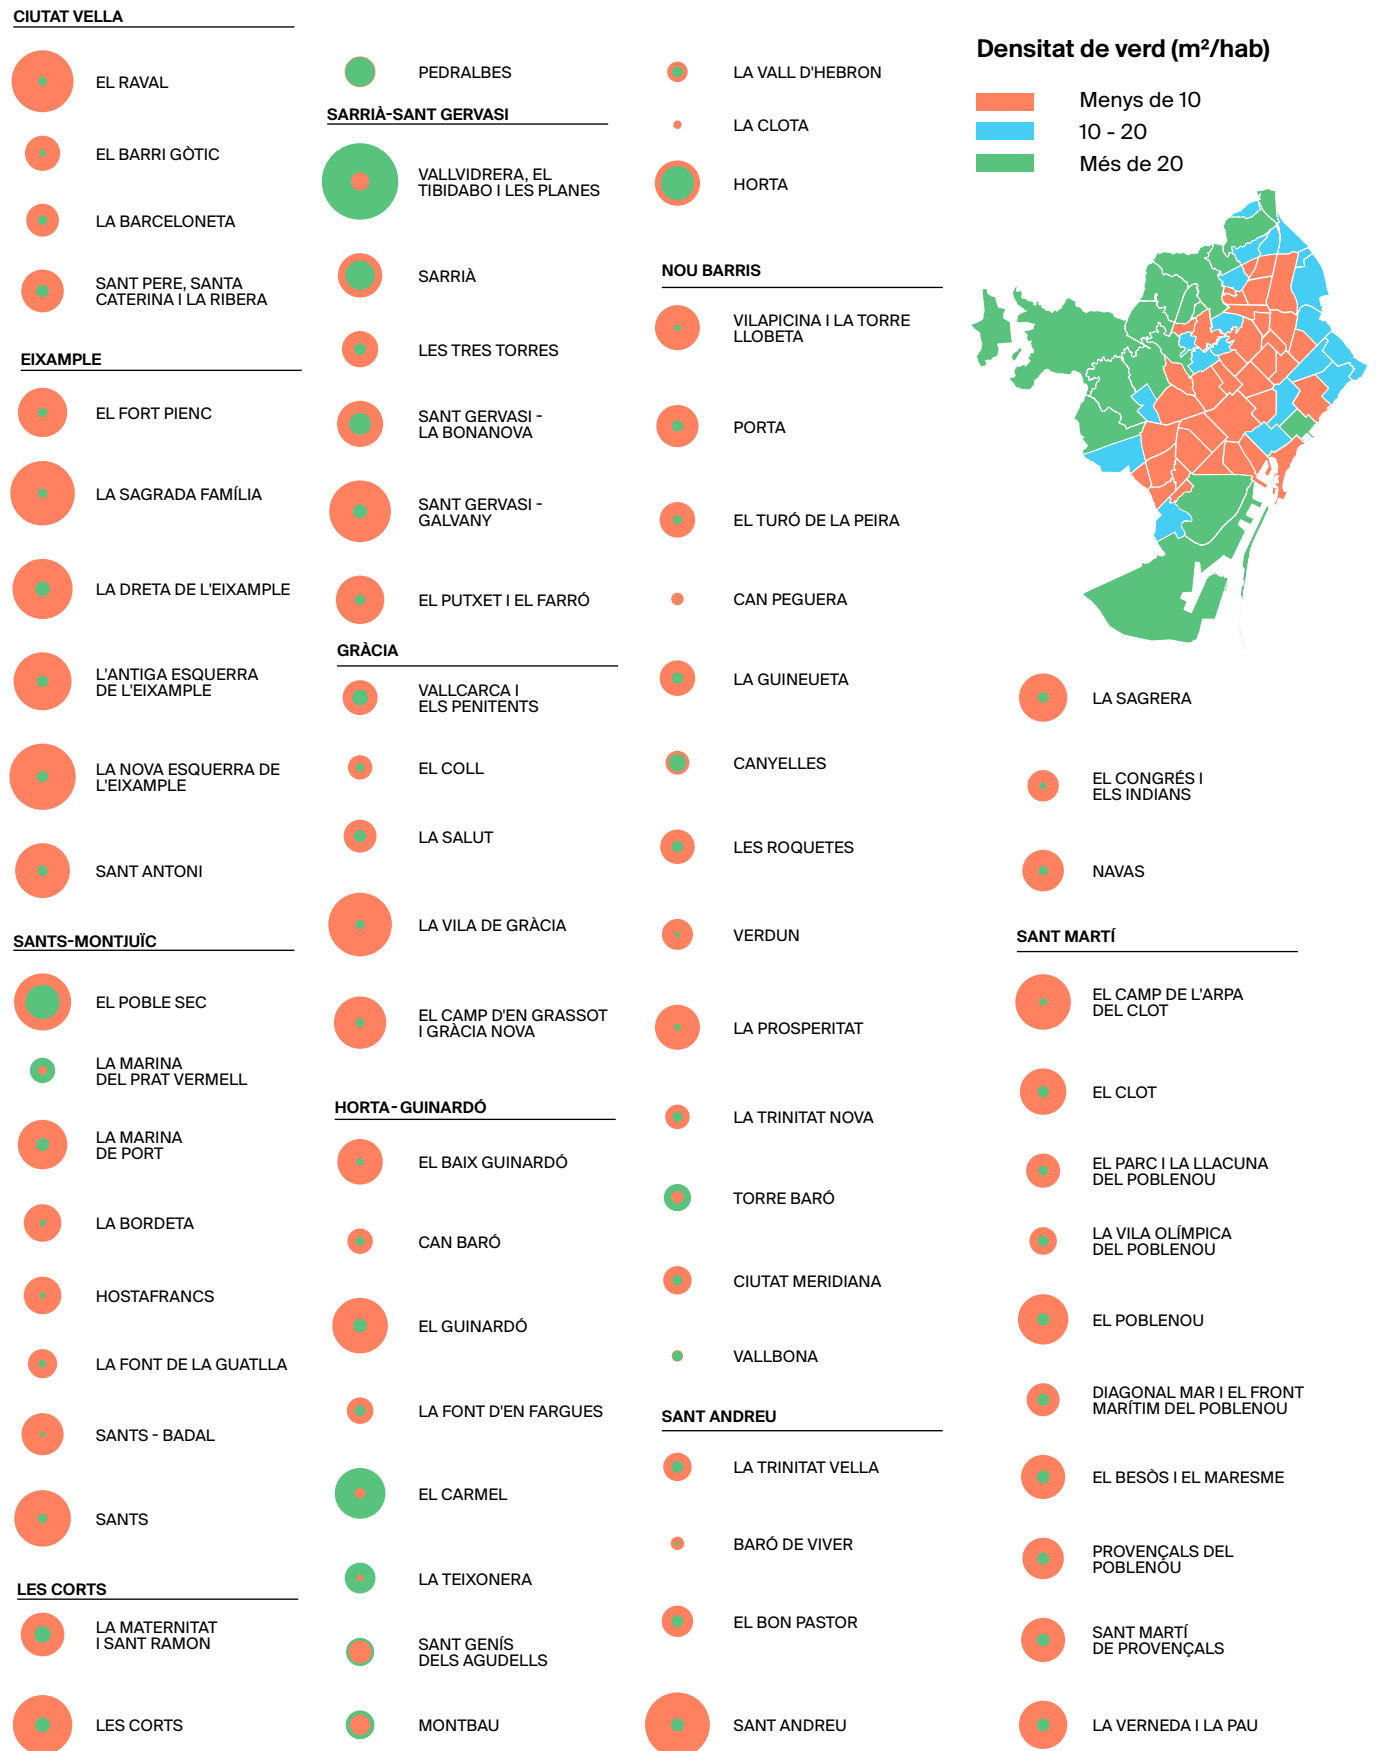 CIUTAT VELLA
EL RAVAL
EL BARRI GÒTIC
LA BARCELONETA
SANT PERE, SANTA
CATERINA I LA RIBERA
EIXAMPLE
EL FORT PIENC
LA SAGRADA FAMÍLIA
LA DRETA DE L'EIXAMPLE
L'ANTIGA ESQUERRA
DE L'EIXAMPLE
LA NOVA ESQUERRA DE
L'EIXAMPLE
SANT ANTONI
SANTS-MONTJUÏC
EL POBLE SEC
LA MARINA
DEL PRAT VERMELL
LA MARINA
DE PORT
LA BORDETA
HOSTAFRANCS
LA FONT DE LA GUATLLA
SANTS - BADAL
SANTS
LES CORTS
LA MATERNITAT
I SANT RAMON
LES CORTS
PEDRALBES
SARRIÀ-SANT GERVASI
VALLVIDRERA, EL
TIBIDABO I LES PLANES
SARRIÀ
LES TRES TORRES
SANT GERVASI -
LA BONANOVA
SANT GERVASI -
GALVANY
EL PUTXET I EL FARRÓ
GRÀCIA
VALLCARCA I
ELS PENITENTS
EL COLL
LA SALUT
LA VILA DE GRÀCIA
EL CAMP D'EN GRASSOT
I GRÀCIA NOVA
HORTA-GUINARDÓ
EL BAIX GUINARDÓ
CAN BARÓ
EL GUINARDÓ
LA FONT D'EN FARGUES
EL CARMEL
LA TEIXONERA
SANT GENÍS
DELS AGUDELLS
MONTBAU
LA VALL D'HEBRON
LA CLOTA
HORTA
NOU BARRIS
VILAPICINA I LA TORRE
LLOBETA
PORTA
EL TURÓ DE LA PEIRA
CAN PEGUERA
LA GUINEUETA
CANYELLES
LES ROQUETES
VERDUN
LA PROSPERITAT
LA TRINITAT NOVA
TORRE BARÓ
CIUTAT MERIDIANA
VALLBONA
SANT ANDREU
LA TRINITAT VELLA
BARÓ DE VIVER
EL BON PASTOR
SANT ANDREU
Densitat de verd (m²/hab)
Menys de 10
10 - 20
Més de 20
LA SAGRERA
EL CONGRÉS I
ELS INDIANS
NAVAS
SANT MARTÍ
EL CAMP DE L'ARPA
DEL CLOT
EL CLOT
EL PARC I LA LLACUNA
DEL POBLENOU
LA VILA OLÍMPICA
DEL POBLENOU
EL POBLENOU
DIAGONAL MAR I EL FRONT
MARÍTIM DEL POBLENOU
EL BESÒS I EL MARESME
PROVENÇALS DEL
POBLENOU
SANT MARTÍ
DE PROVENÇALS
LA VERNEDA I LA PAU